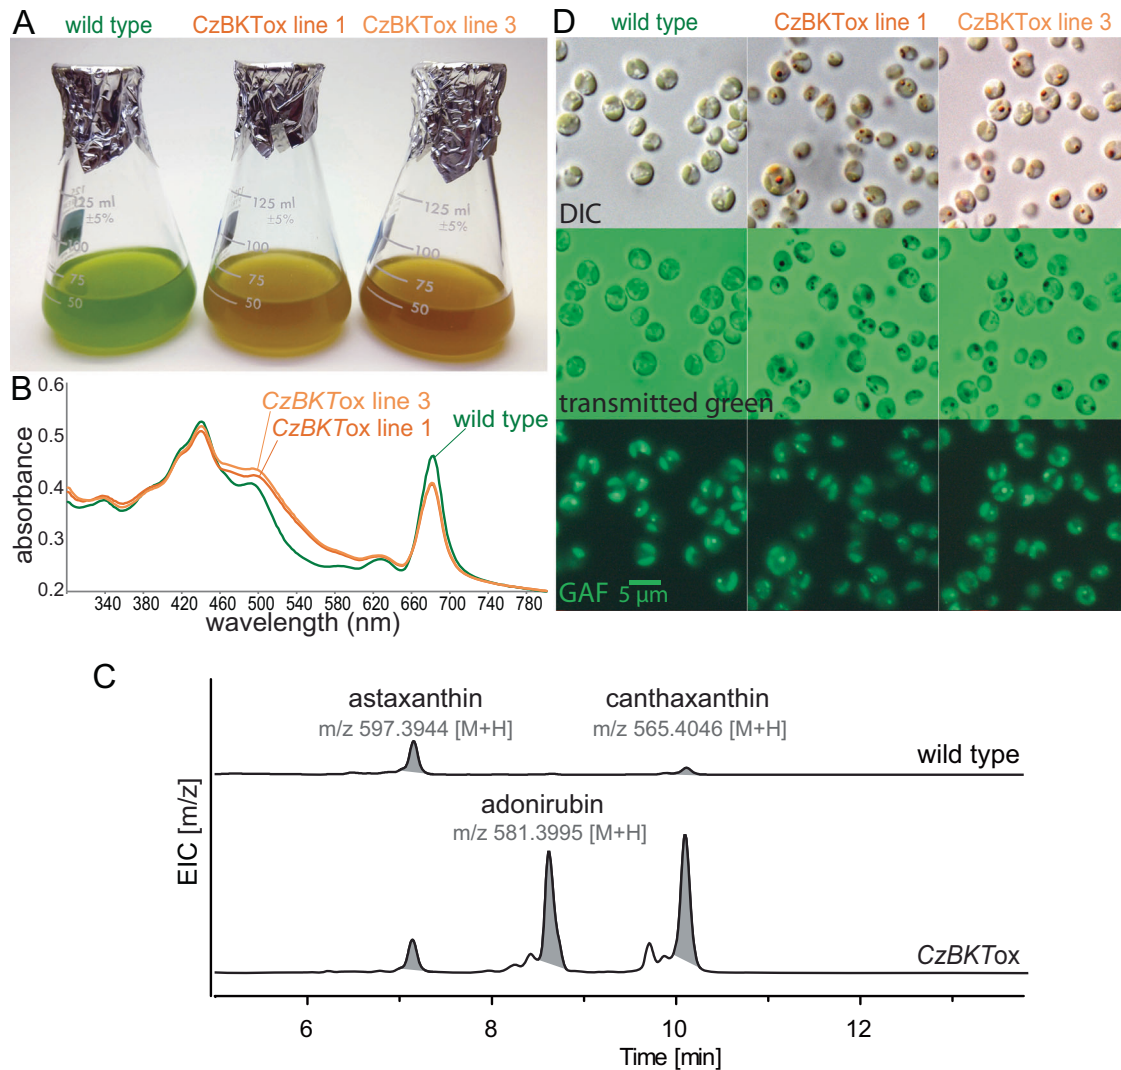 A
wild type
CzBKTox line 1
CzBKTox line 3
125 ml
±5%
100
75
50
125 ml
±5%
100
75
50
125 ml
±5%
100
75
50
B
0.6
0.5
0.4
0.3
0.2
absorbance
CzBKTox line 3
CzBKTox line 1
wild type
340 380 420 460 500 540 580 620 660 700 740 780
wavelength (nm)
D
wild type
CzBKTox line 1
CzBKTox line 3
DIC
transmitted green
GAF 5 µm
C
astaxanthin
m/z 597.3944 [M+H]
canthaxanthin
m/z 565.4046 [M+H]
wild type
adonirubin
m/z 581.3995 [M+H]
CzBKTox
EIC [m/z]
6 8 10 12
Time [min]